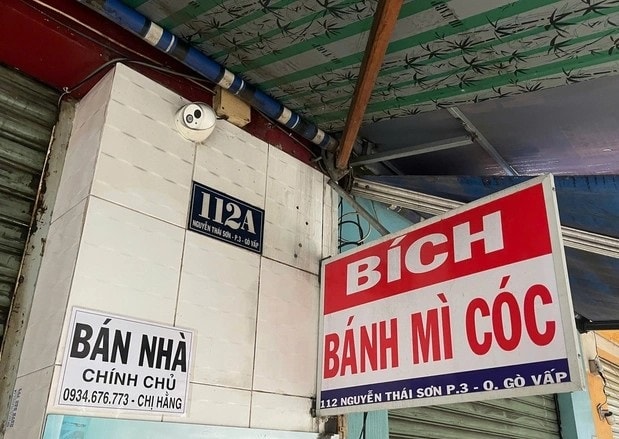 112A
NGUYỄN THÁI SƠN - P.3 - GÒ VẤP
BÍCH
BÁNH MÌ CÓC
112 NGUYỄN THÁI SƠN P.3 - Q. GÒ VẤP
BÁN NHÀ
CHÍNH CHỦ
0934.676.773 - CHỊ HẰNG